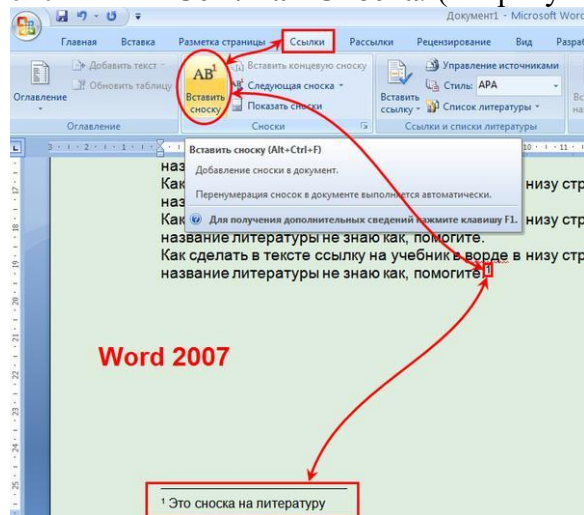 Документ1 - Microsoft Word
Главная Вставка Разметка страницы Ссылки Рассылки Рецензирование Вид
Оглавление
Добавить текст
Обновить таблицу
Оглавление
AB¹
Вставить сноску
Вставить концевую сноску
Следующая сноска
Показать сноски
Сноски
Вставить ссылку
Управление источниками
Стиль: APA
Список литературы
Ссылки и списки литературы
Вставить сноску (Alt+Ctrl+F)
Добавление сноски в документ.
Перенумерация сносок в документе выполняется автоматически.
Для получения дополнительных сведений нажмите клавишу F1.
наз
Как низу стр
наз
Как низу стр
название литературы не знаю как, помогите.
Как сделать в тексте ссылку на учебник в ворде в низу стр
название литературы не знаю как, помогите.¹
Word 2007
¹ Это сноска на литературу